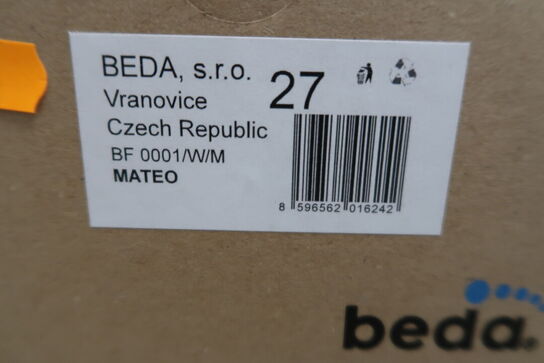 BEDA, s.r.o.
27
Vranovice
Czech Republic
BF 0001/W/M
MATEO
8 596562 016242
beda.